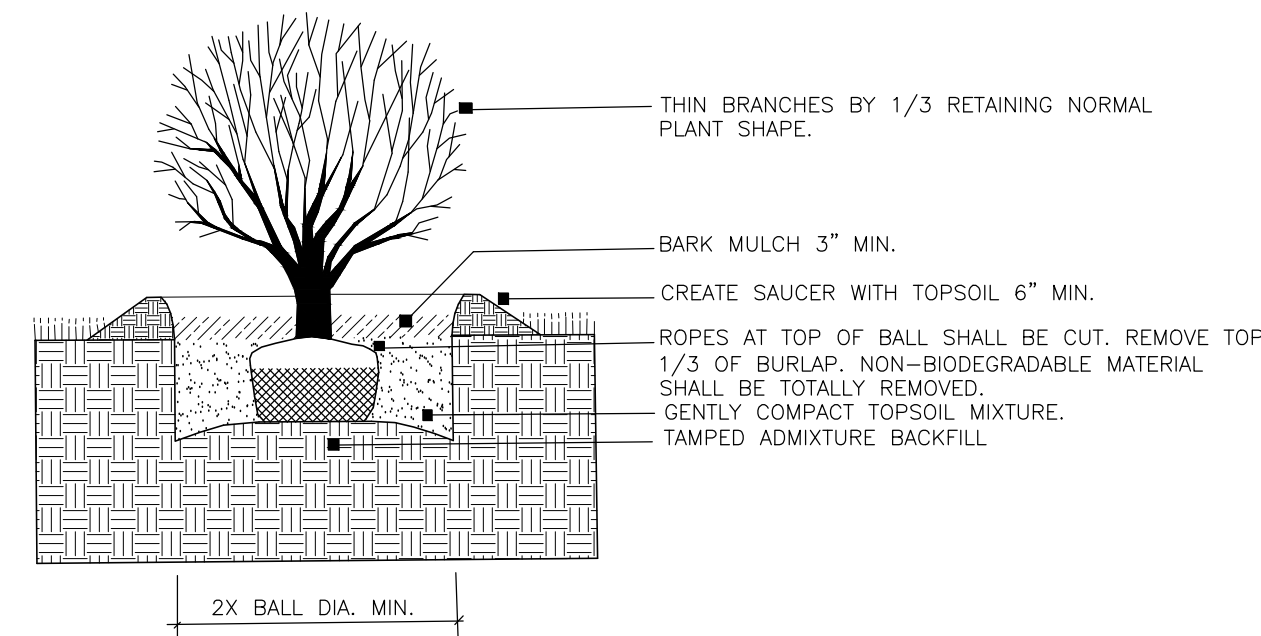 THIN BRANCHES BY 1/3 RETAINING NORMAL
PLANT SHAPE.
BARK MULCH 3" MIN.
CREATE SAUCER WITH TOPSOIL 6" MIN.
ROPES AT TOP OF BALL SHALL BE CUT. REMOVE TOP
1/3 OF BURLAP. NON-BIODEGRADABLE MATERIAL
SHALL BE TOTALLY REMOVED.
GENTLY COMPACT TOPSOIL MIXTURE.
TAMPED ADMIXTURE BACKFILL
2X BALL DIA. MIN.